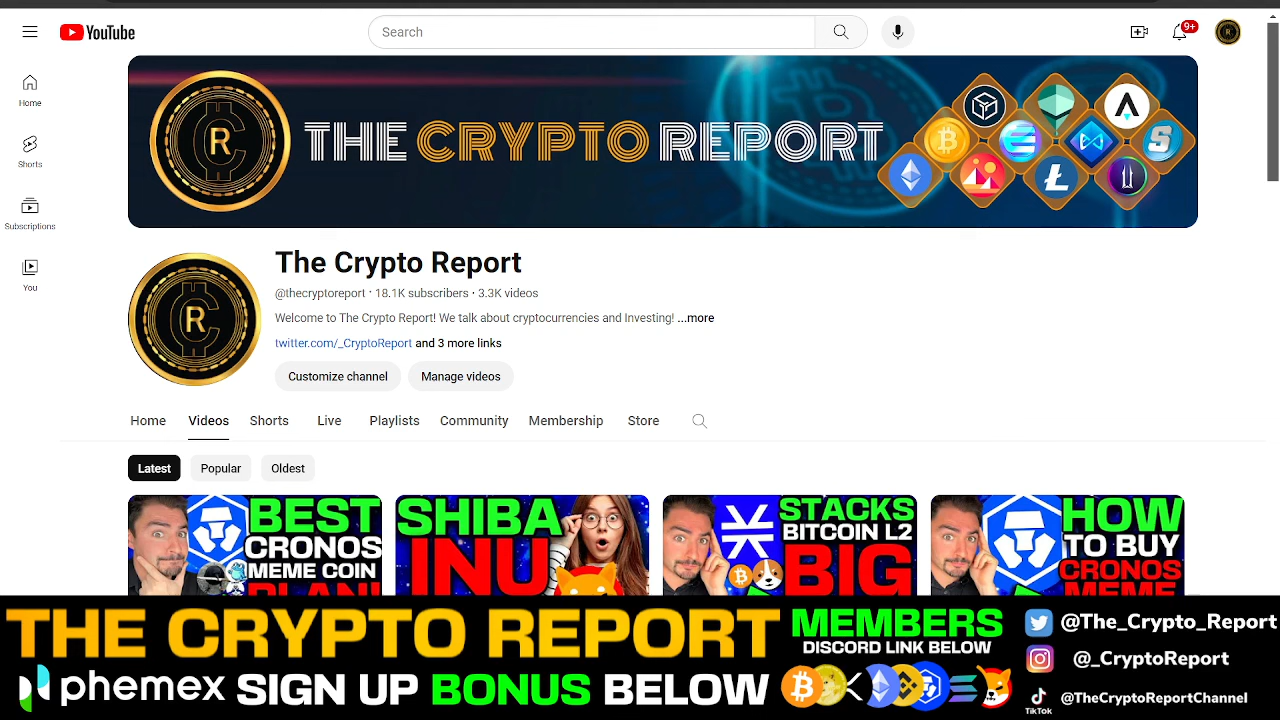 YouTube
Search
9+
Home
Shorts
Subscriptions
You
R
THE CRYPTO REPORT
R
The Crypto Report
@thecryptoreport • 18.1K subscribers • 3.3K videos
Welcome to The Crypto Report! We talk about cryptocurrencies and Investing! ...more
twitter.com/_CryptoReport and 3 more links
Customize channel
Manage videos
Home
Videos
Shorts
Live
Playlists
Community
Membership
Store
Latest
Popular
Oldest
BEST
CRONOS
MEME COIN
PLAN!
SHIBA
INU
STACKS
BITCOIN L2
BIG
HOW
TO BUY
CRONOS
MEME
THE CRYPTO REPORT
MEMBERS
DISCORD LINK BELOW
phemex SIGN UP BONUS BELOW
@The_Crypto_Report
@_CryptoReport
TikTok
@TheCryptoReportChannel